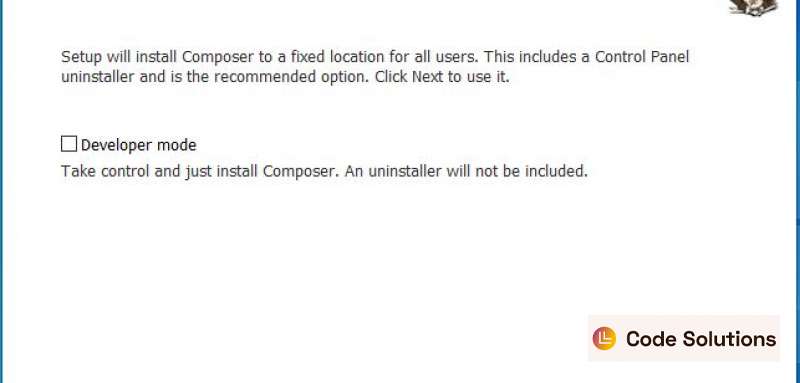 Setup will install Composer to a fixed location for all users. This includes a Control Panel
uninstaller and is the recommended option. Click Next to use it.
Developer mode
Take control and just install Composer. An uninstaller will not be included.
Code Solutions